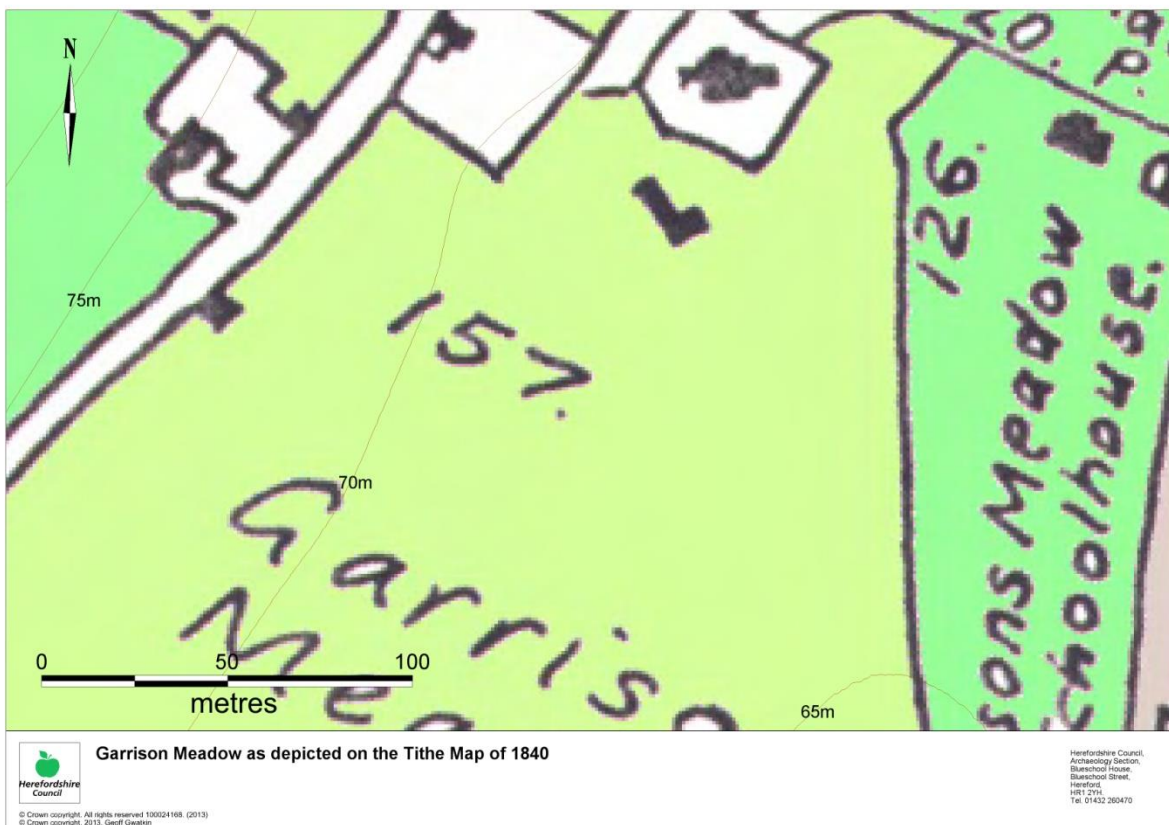 N
20.
p.
126.
sons Meadow
choolhouse.
75m
157.
70m
Garriso
Mea
0 50 100
metres
65m
Garrison Meadow as depicted on the Tithe Map of 1840
Herefordshire
Council
© Crown copyright. All rights reserved 100024168. (2013)
© Crown copyright, 2013. Geoff Gwatkin
Herefordshire Council,
Archaeology Section,
Blueschool House,
Blueschool Street,
Hereford,
HR1 2YH.
Tel. 01432 260470